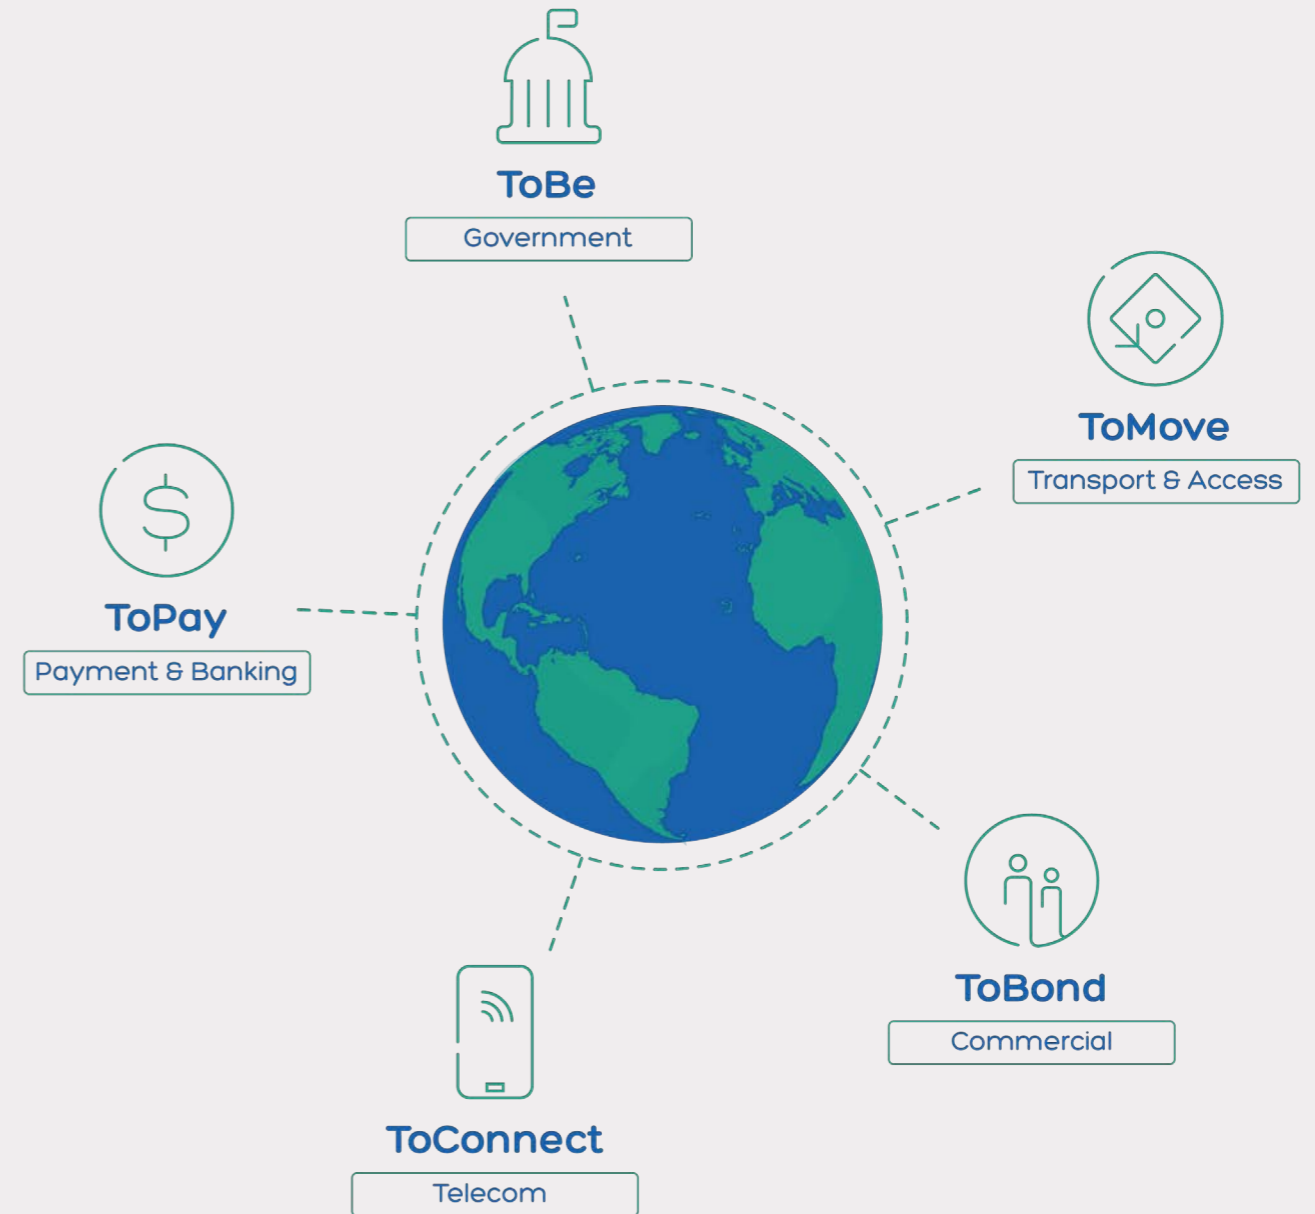 ToBe
Government
ToMove
Transport & Access
ToPay
Payment & Banking
ToBond
Commercial
ToConnect
Telecom